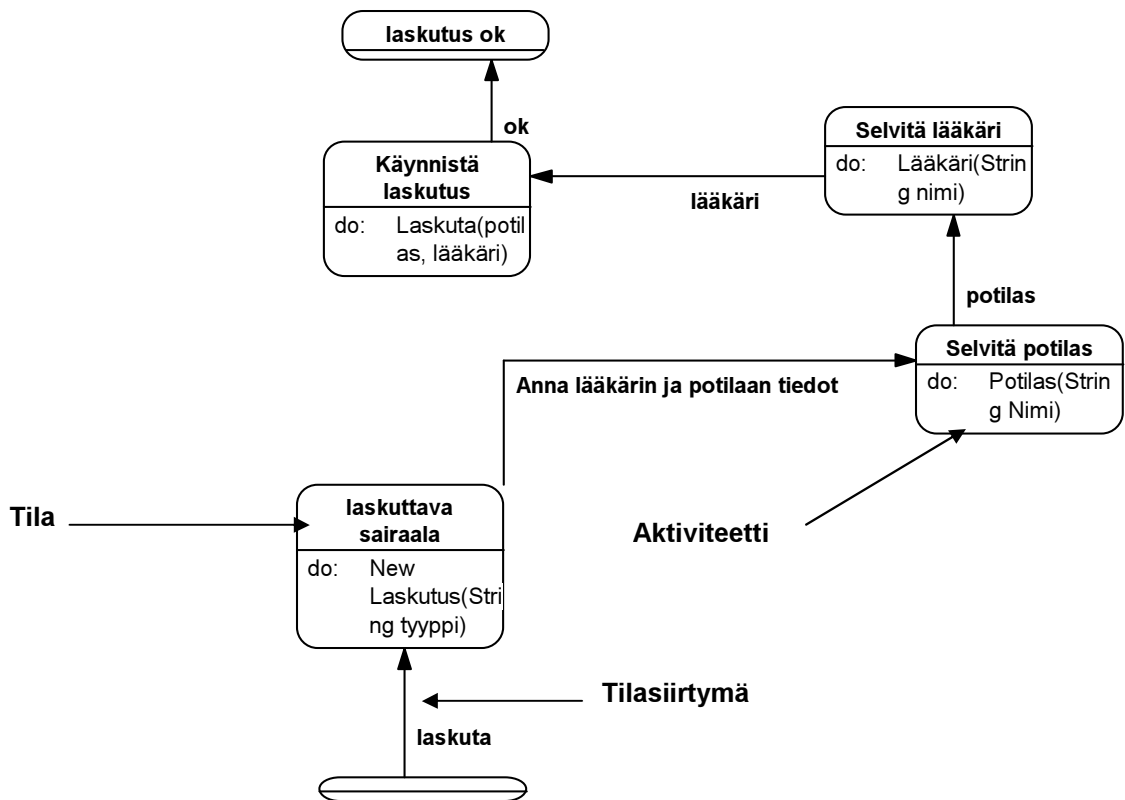 laskutus ok
ok
Käynnistä
laskutus
do: Laskuta(potil
as, lääkäri)
lääkäri
Selvitä lääkäri
do: Lääkäri(Strin
g nimi)
potilas
Selvitä potilas
do: Potilas(Strin
g Nimi)
Anna lääkärin ja potilaan tiedot
Tila
laskuttava
sairaala
do: New
Laskutus(Stri
ng tyyppi)
Aktiviteetti
Tilasiirtymä
laskuta